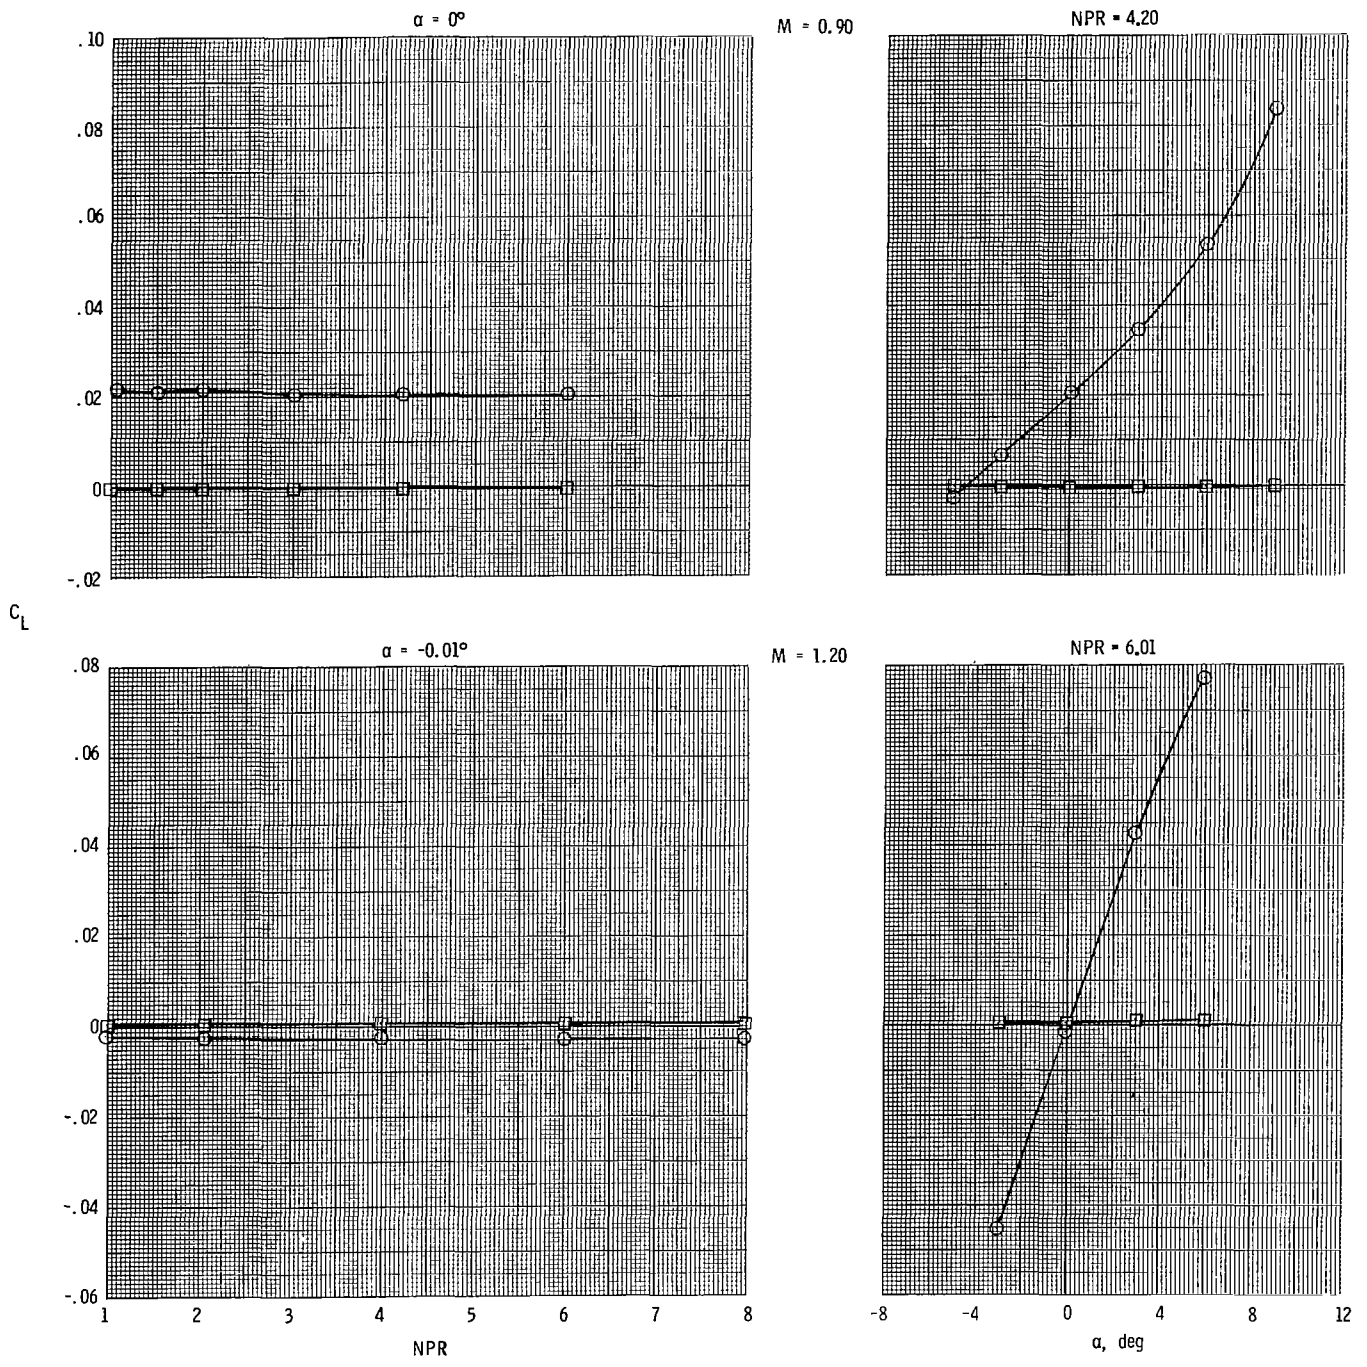 α = 0°
M = 0.90
NPR = 4.20
.10
.08
.06
.04
.02
0
-.02
C_L
α = -0.01°
M = 1.20
NPR = 6.01
.08
.06
.04
.02
0
-.02
-.04
-.06
1 2 3 4 5 6 7 8
NPR
-8 -4 0 4 8 12
α, deg